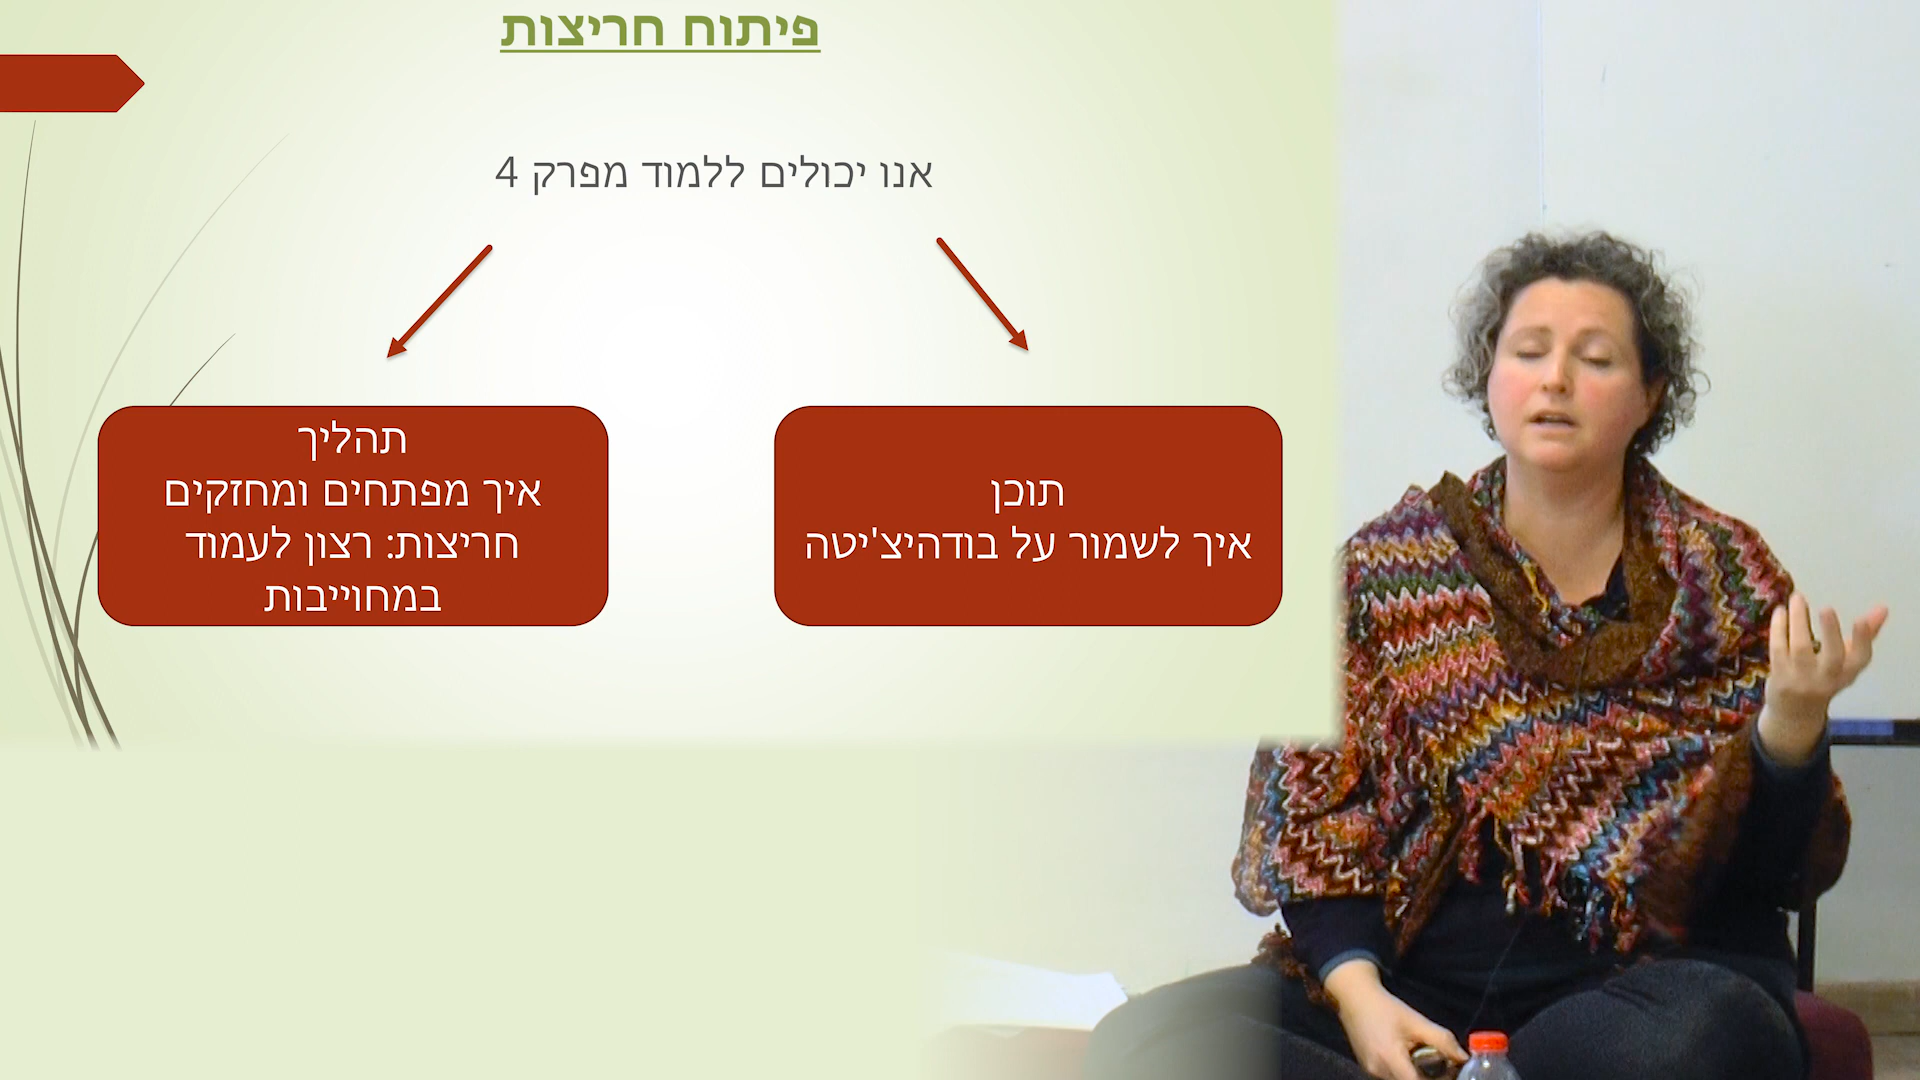 פיתוח חריצות
אנו יכולים ללמוד מפרק 4
תוכן
איך לשמור על בודהיצ'יטה
תהליך
איך מפתחים ומחזקים
חריצות: רצון לעמוד
במחוייבות